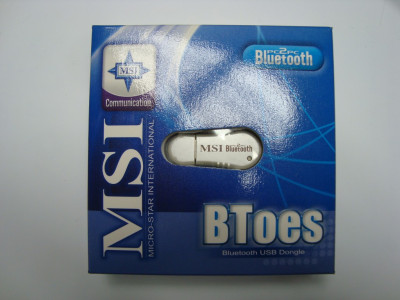 MSI
Communication
PC2PC
Bluetooth
MSI
MICRO-STAR INTERNATIONAL
MSI Bluetooth
BToes
Bluetooth USB Dongle